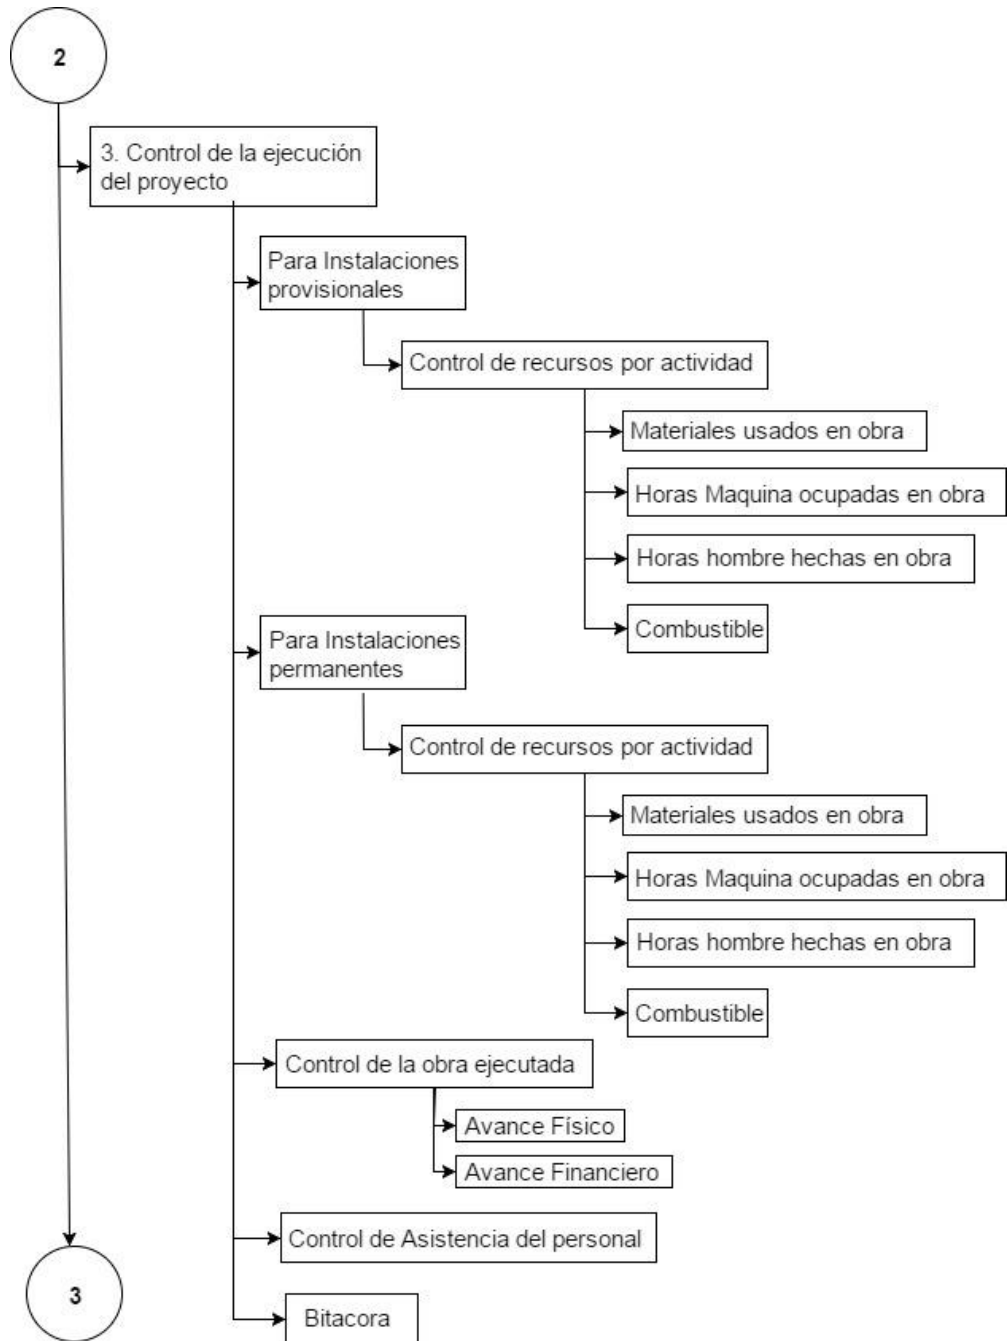 2
3. Control de la ejecución
del proyecto
Para Instalaciones
provisionales
Control de recursos por actividad
Materiales usados en obra
Horas Maquina ocupadas en obra
Horas hombre hechas en obra
Combustible
Para Instalaciones
permanentes
Control de recursos por actividad
Materiales usados en obra
Horas Maquina ocupadas en obra
Horas hombre hechas en obra
Combustible
Control de la obra ejecutada
Avance Físico
Avance Financiero
Control de Asistencia del personal
3
Bitacora